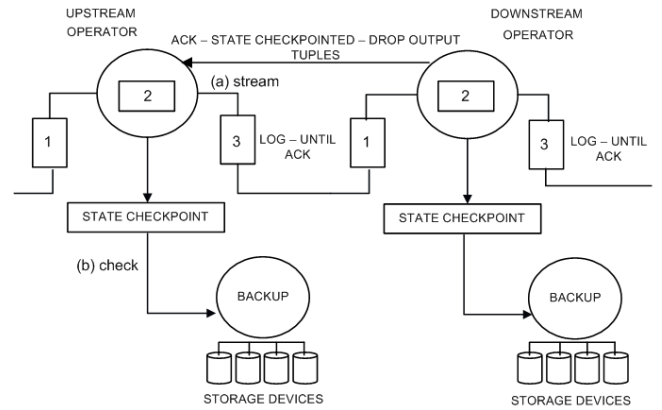 UPSTREAM
OPERATOR
DOWNSTREAM
OPERATOR
ACK – STATE CHECKPOINTED – DROP OUTPUT
TUPLES
(a) stream
2
2
1
3
LOG – UNTIL
ACK
1
3
LOG – UNTIL
ACK
STATE CHECKPOINT
STATE CHECKPOINT
(b) check
BACKUP
BACKUP
STORAGE DEVICES
STORAGE DEVICES